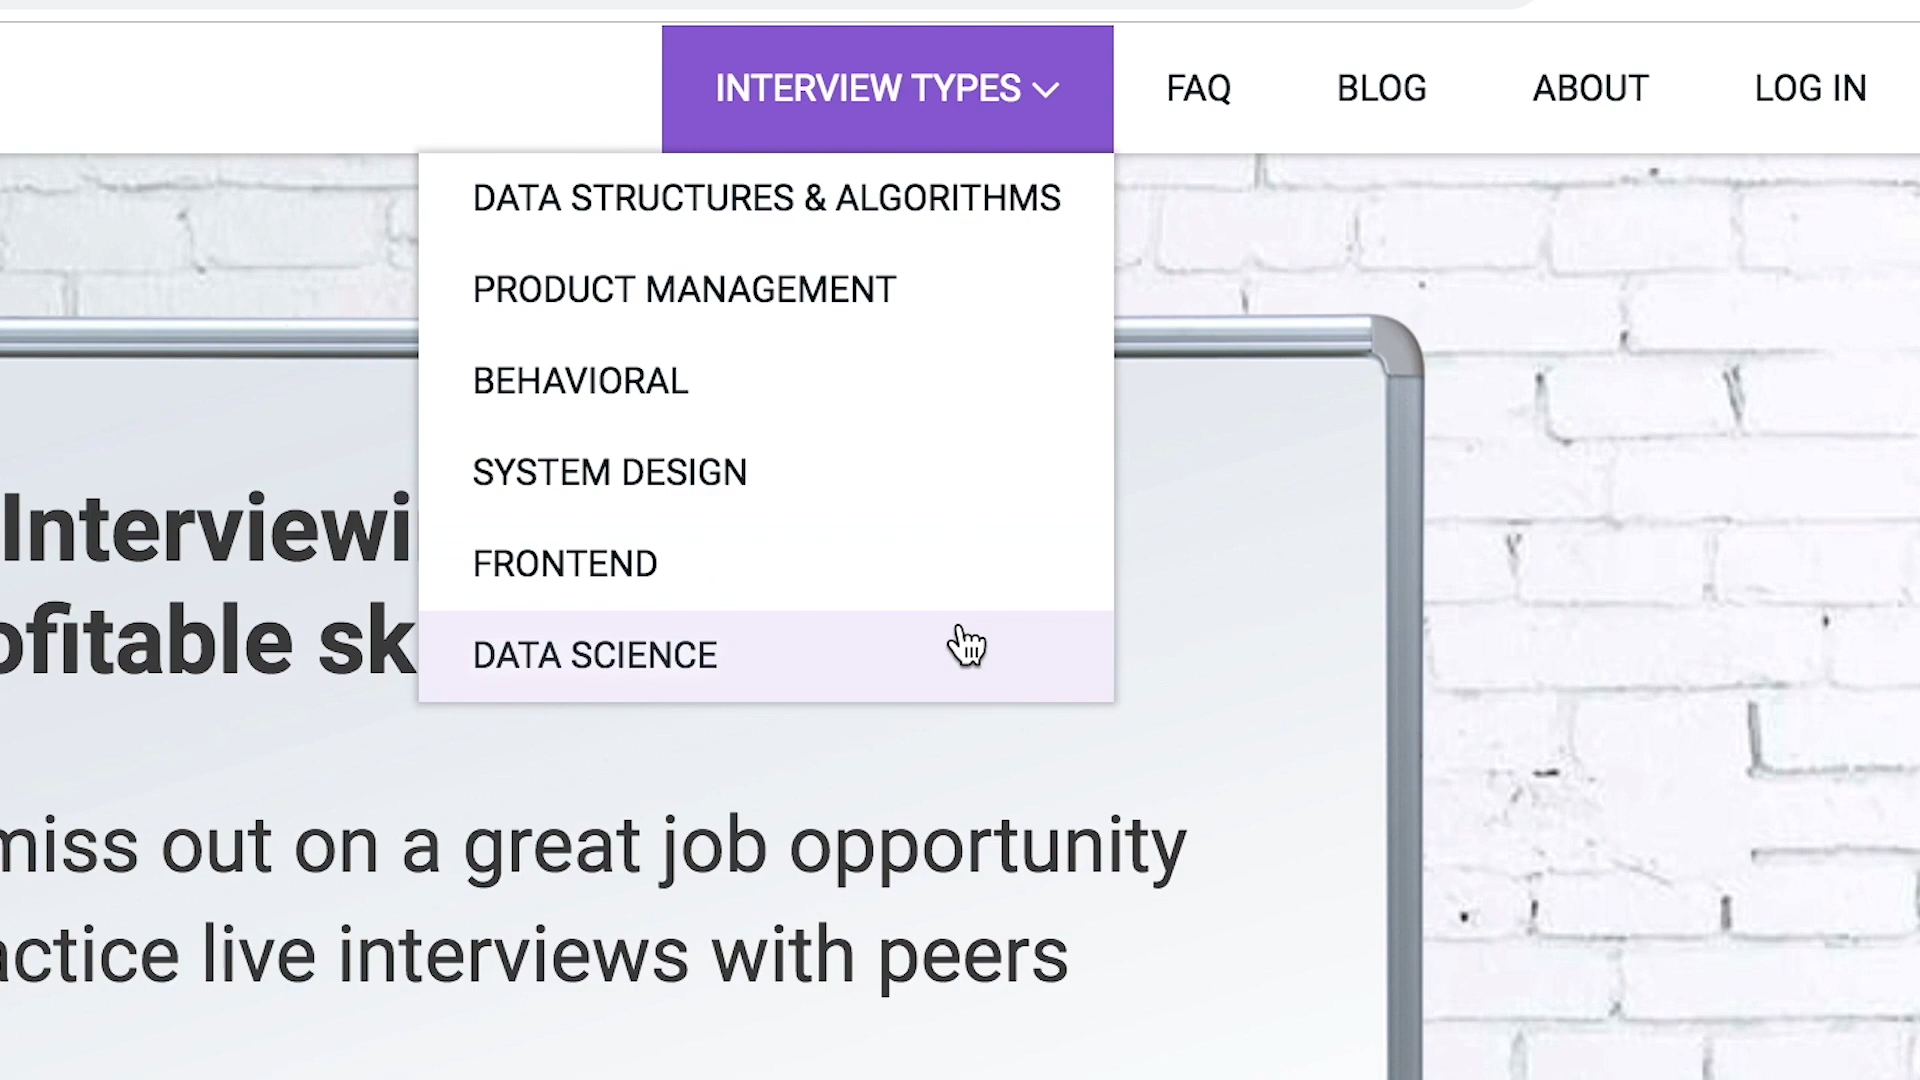 INTERVIEW TYPES FAQ BLOG ABOUT LOG IN
DATA STRUCTURES & ALGORITHMS
PRODUCT MANAGEMENT
BEHAVIORAL
SYSTEM DESIGN
FRONTEND
DATA SCIENCE
Interviewi
ofitable sk
miss out on a great job opportunity
actice live interviews with peers